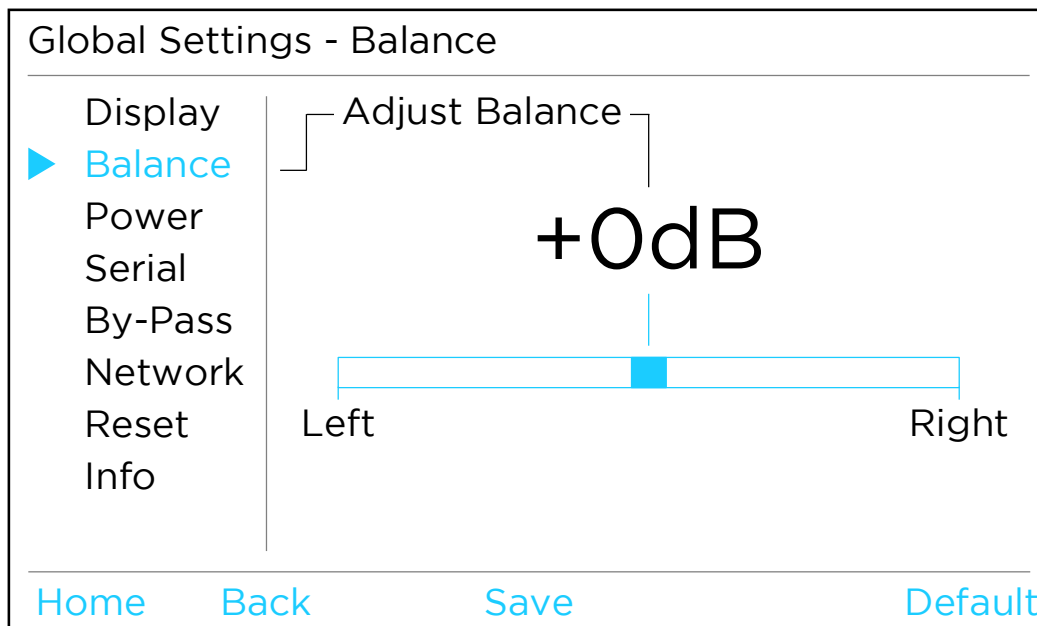 Global Settings - Balance
Display
Balance
Power
Serial
By-Pass
Network
Reset
Info
Adjust Balance
+0dB
Left Right
Home Back Save Default